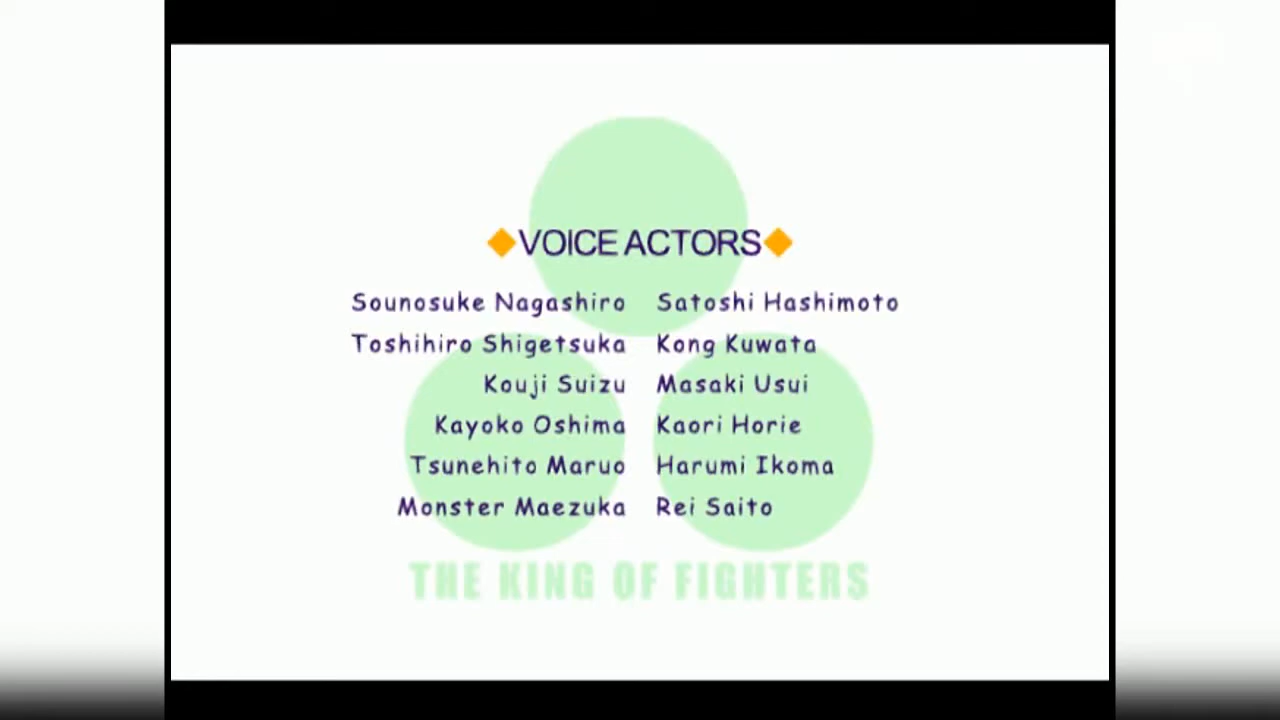 ◆VOICE ACTORS◆
Sounosuke Nagashiro Satoshi Hashimoto
Toshihiro Shigetsuka Kong Kuwata
Kouji Suizu Masaki Usui
Kayoko Oshima Kaori Horie
Tsunehito Maruo Harumi Ikoma
Monster Maezuka Rei Saito
THE KING OF FIGHTERS